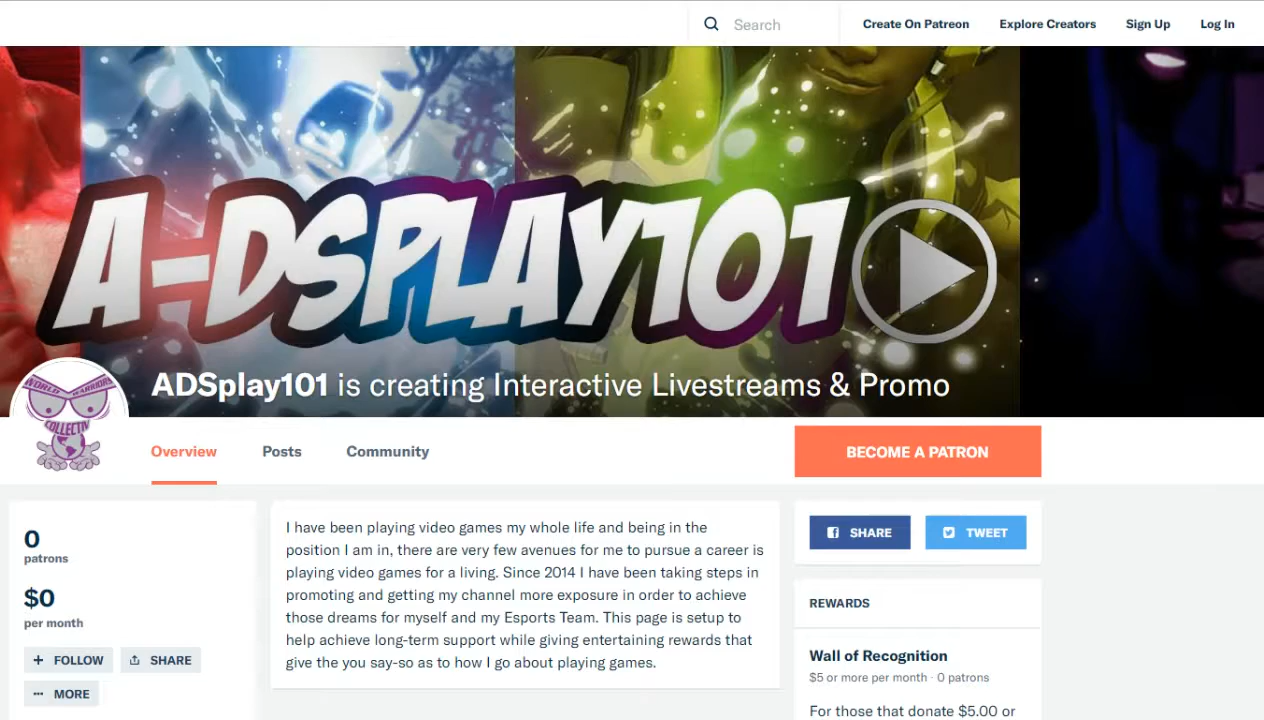 Search
Create On Patreon
Explore Creators
Sign Up
Log In
A-DSPLAY101
WORLD WARRIORS
COLLECTIV
ADSplay101 is creating Interactive Livestreams & Promo
Overview
Posts
Community
BECOME A PATRON
0
patrons
$0
per month
+ FOLLOW
SHARE
... MORE
I have been playing video games my whole life and being in the
position I am in, there are very few avenues for me to pursue a career is
playing video games for a living. Since 2014 I have been taking steps in
promoting and getting my channel more exposure in order to achieve
those dreams for myself and my Esports Team. This page is setup to
help achieve long-term support while giving entertaining rewards that
give the you say-so as to how I go about playing games.
SHARE
TWEET
REWARDS
Wall of Recognition
$5 or more per month · 0 patrons
For those that donate $5.00 or